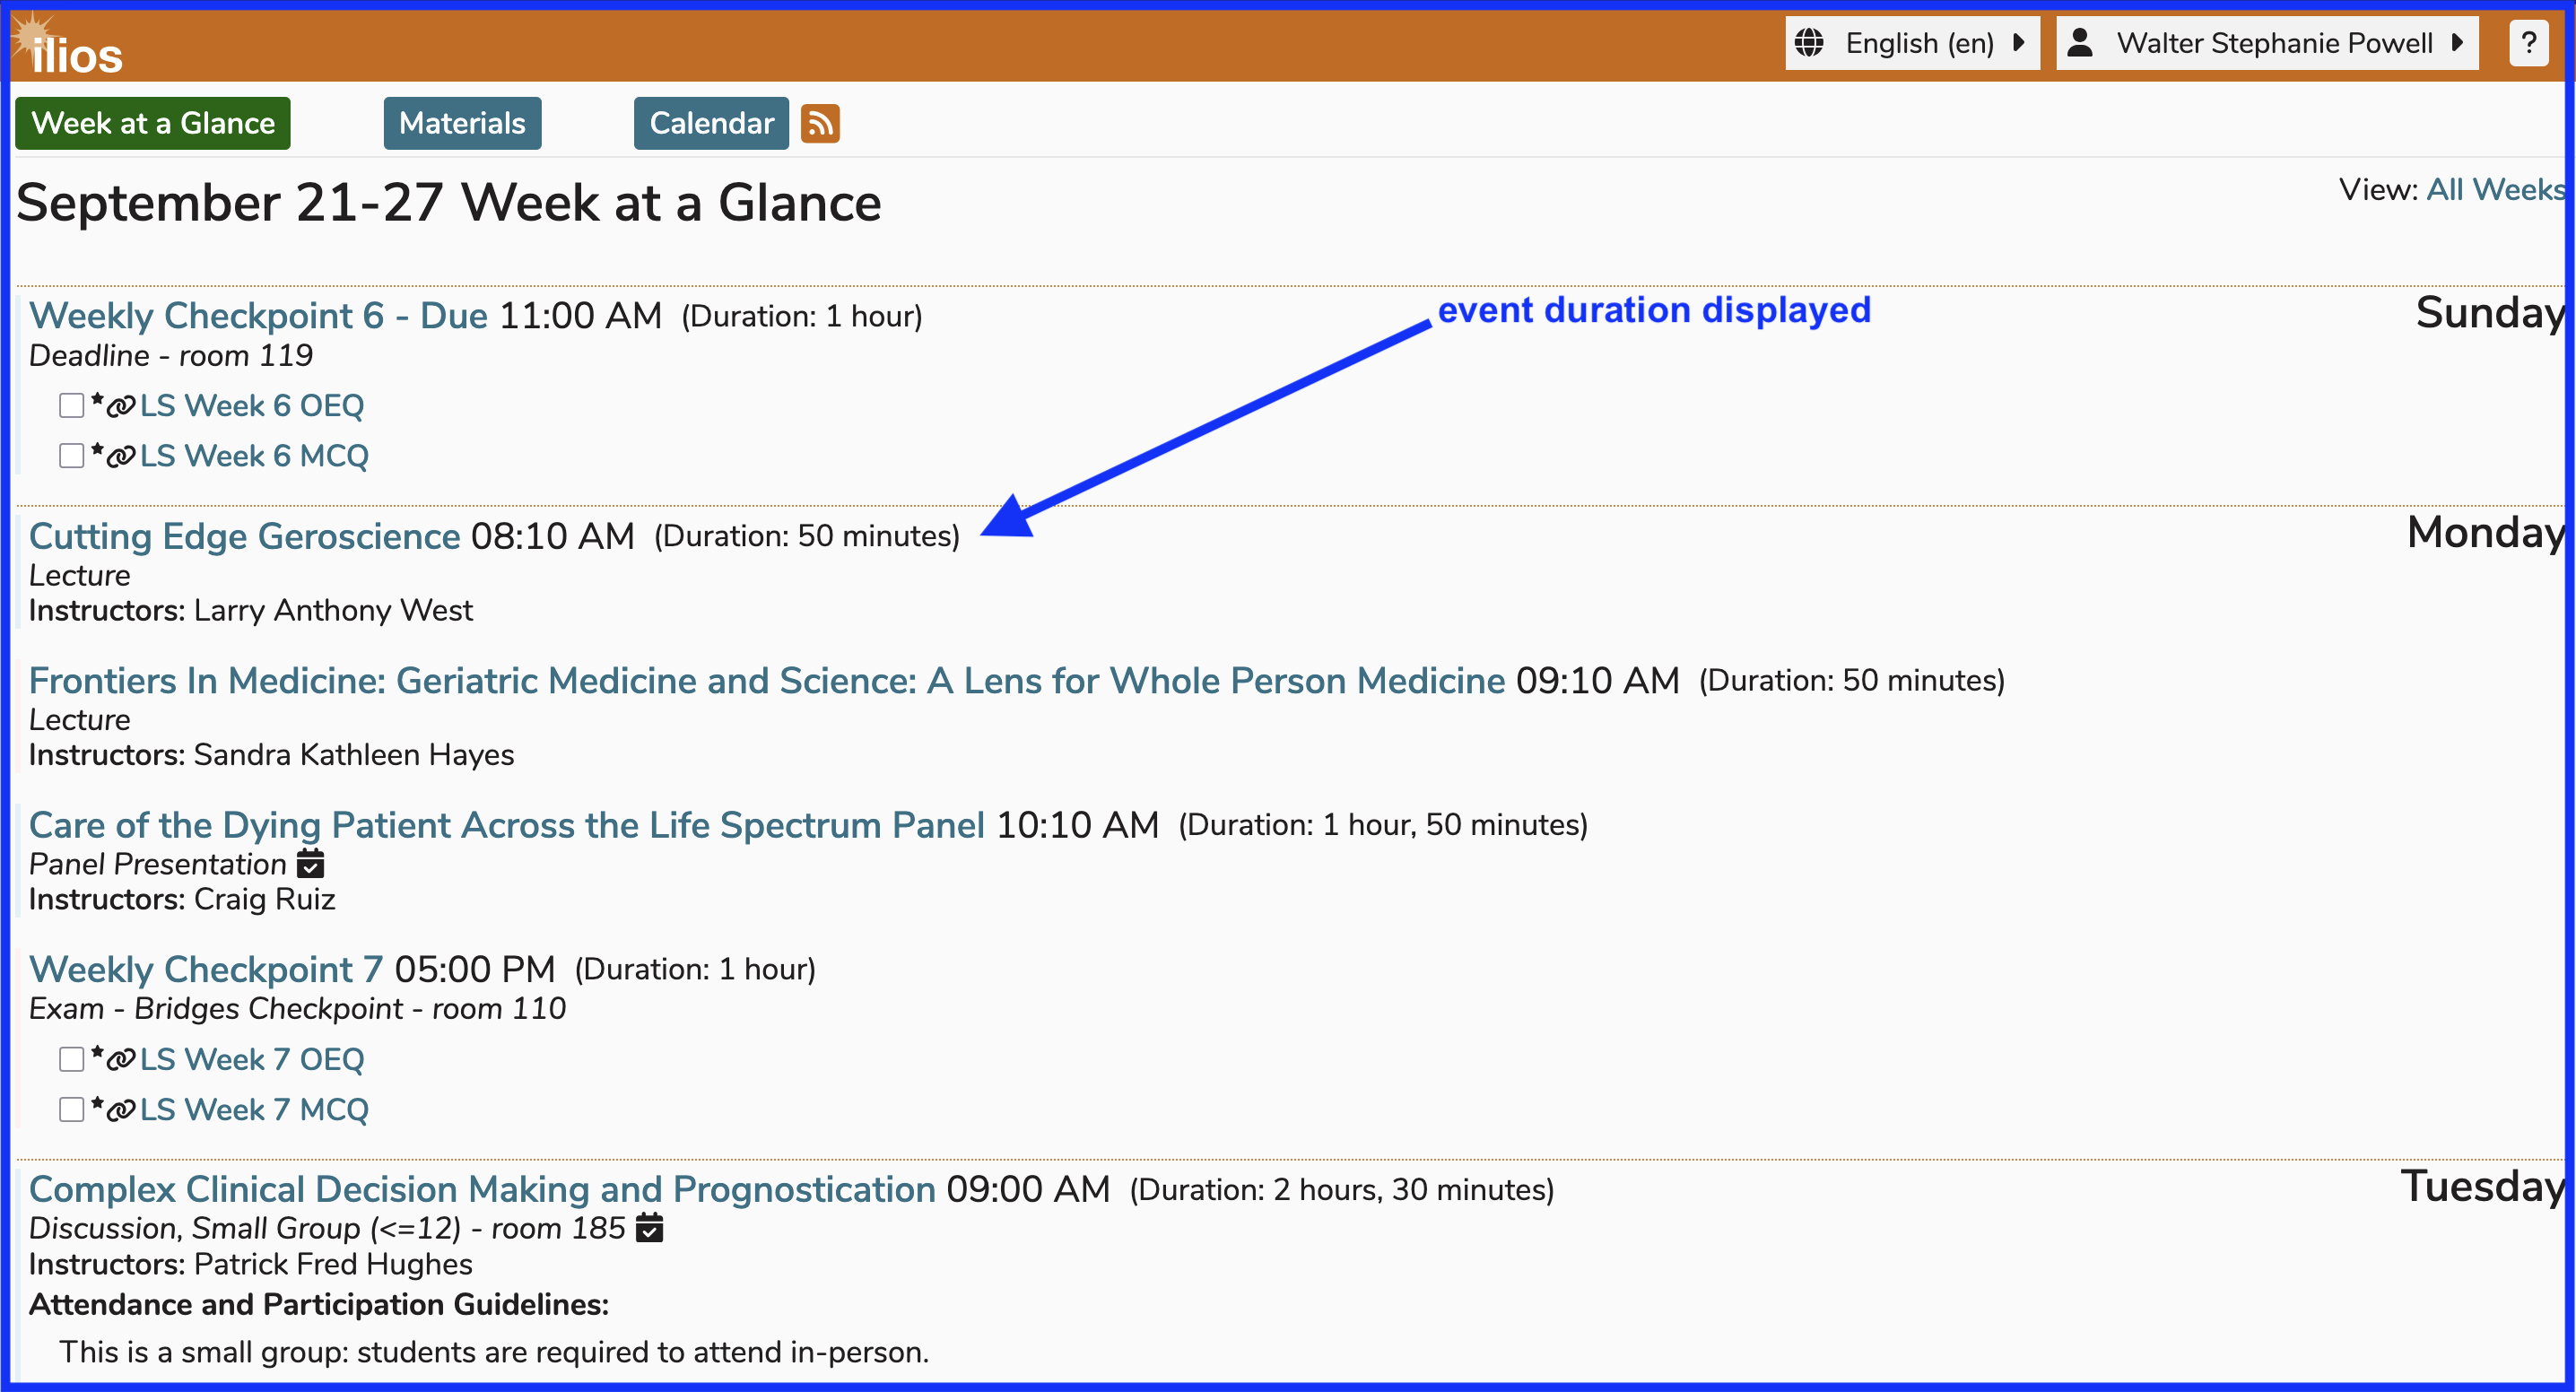 ilios
English (en)
Walter Stephanie Powell
?
Week at a Glance
Materials
Calendar
September 21-27 Week at a Glance
View: All Weeks
Weekly Checkpoint 6 - Due 11:00 AM (Duration: 1 hour)
event duration displayed
Sunday
Deadline - room 119
*LS Week 6 OEQ
*LS Week 6 MCQ
Cutting Edge Geroscience 08:10 AM (Duration: 50 minutes)
Monday
Lecture
Instructors: Larry Anthony West
Frontiers In Medicine: Geriatric Medicine and Science: A Lens for Whole Person Medicine 09:10 AM (Duration: 50 minutes)
Lecture
Instructors: Sandra Kathleen Hayes
Care of the Dying Patient Across the Life Spectrum Panel 10:10 AM (Duration: 1 hour, 50 minutes)
Panel Presentation
Instructors: Craig Ruiz
Weekly Checkpoint 7 05:00 PM (Duration: 1 hour)
Exam - Bridges Checkpoint - room 110
*LS Week 7 OEQ
*LS Week 7 MCQ
Complex Clinical Decision Making and Prognostication 09:00 AM (Duration: 2 hours, 30 minutes)
Tuesday
Discussion, Small Group (<=12) - room 185
Instructors: Patrick Fred Hughes
Attendance and Participation Guidelines:
This is a small group: students are required to attend in-person.